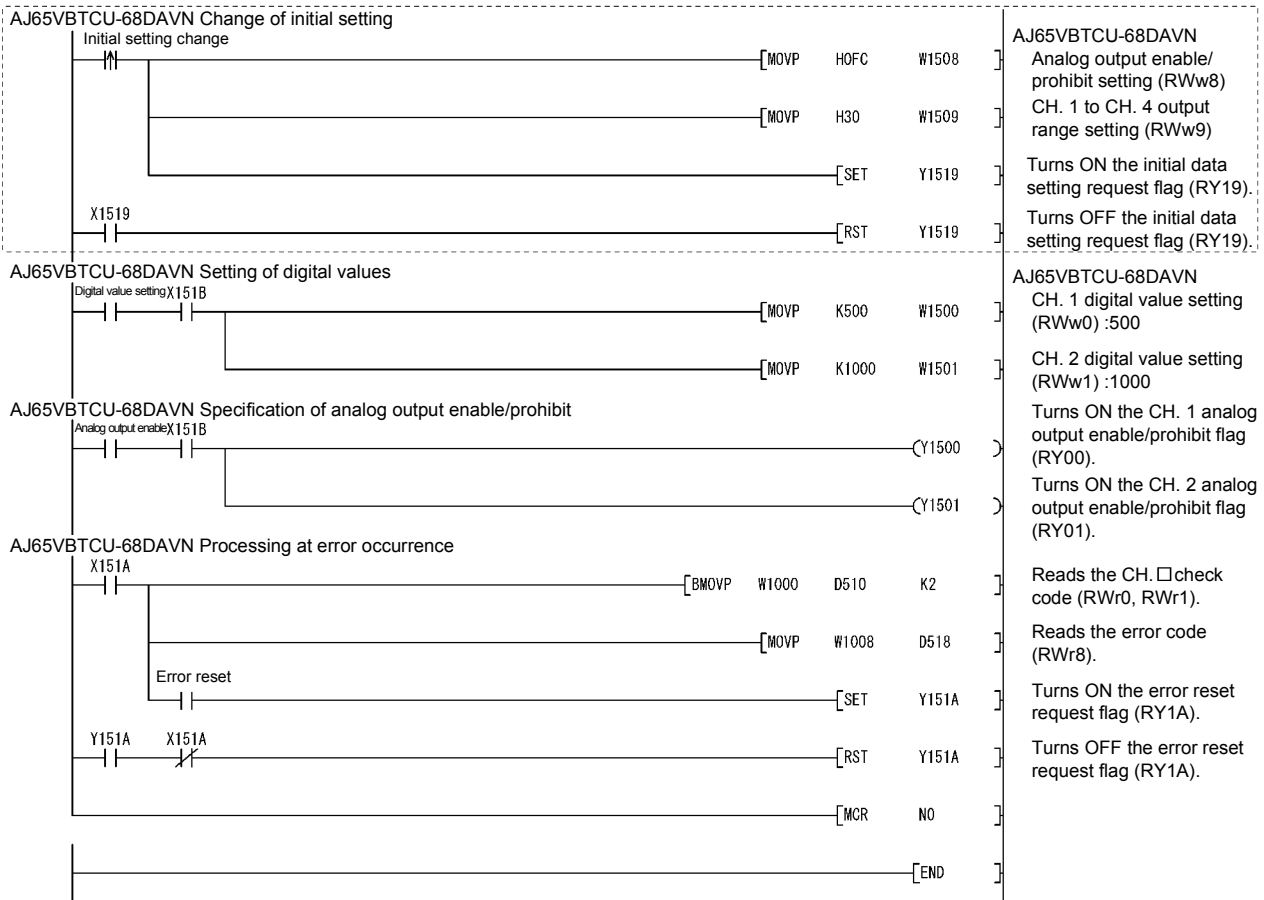 AJ65VBTCU-68DAVN Change of initial setting
Initial setting change
[MOVP H0FC W1508 ]
AJ65VBTCU-68DAVN
Analog output enable/
prohibit setting (RWw8)
[MOVP H30 W1509 ]
CH. 1 to CH. 4 output
range setting (RWw9)
[SET Y1519 ]
Turns ON the initial data
setting request flag (RY19).
X1519
[RST Y1519 ]
Turns OFF the initial data
setting request flag (RY19).
AJ65VBTCU-68DAVN Setting of digital values
AJ65VBTCU-68DAVN
Digital value setting X151B
[MOVP K500 W1500 ]
CH. 1 digital value setting
(RWw0) :500
[MOVP K1000 W1501 ]
CH. 2 digital value setting
(RWw1) :1000
AJ65VBTCU-68DAVN Specification of analog output enable/prohibit
Analog output enable X151B
(Y1500 )
Turns ON the CH. 1 analog
output enable/prohibit flag
(RY00).
(Y1501 )
Turns ON the CH. 2 analog
output enable/prohibit flag
(RY01).
AJ65VBTCU-68DAVN Processing at error occurrence
X151A
[BMOVP W1000 D510 K2 ]
Reads the CH.□check
code (RWr0, RWr1).
[MOVP W1008 D518 ]
Reads the error code
(RWr8).
Error reset
[SET Y151A ]
Turns ON the error reset
request flag (RY1A).
Y151A X151A
[RST Y151A ]
Turns OFF the error reset
request flag (RY1A).
[MCR N0 ]
[END ]